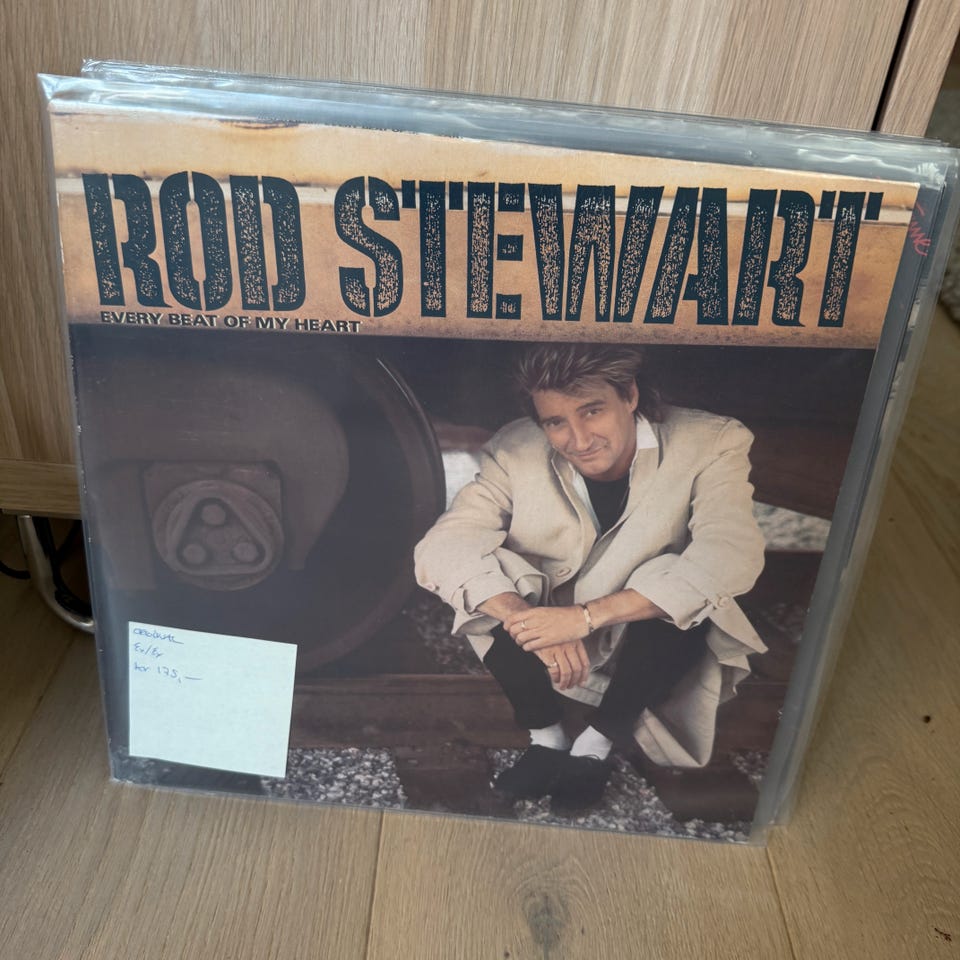 ROD STEWART
EVERY BEAT OF MY HEART
Ex/Ex
kr 175,-